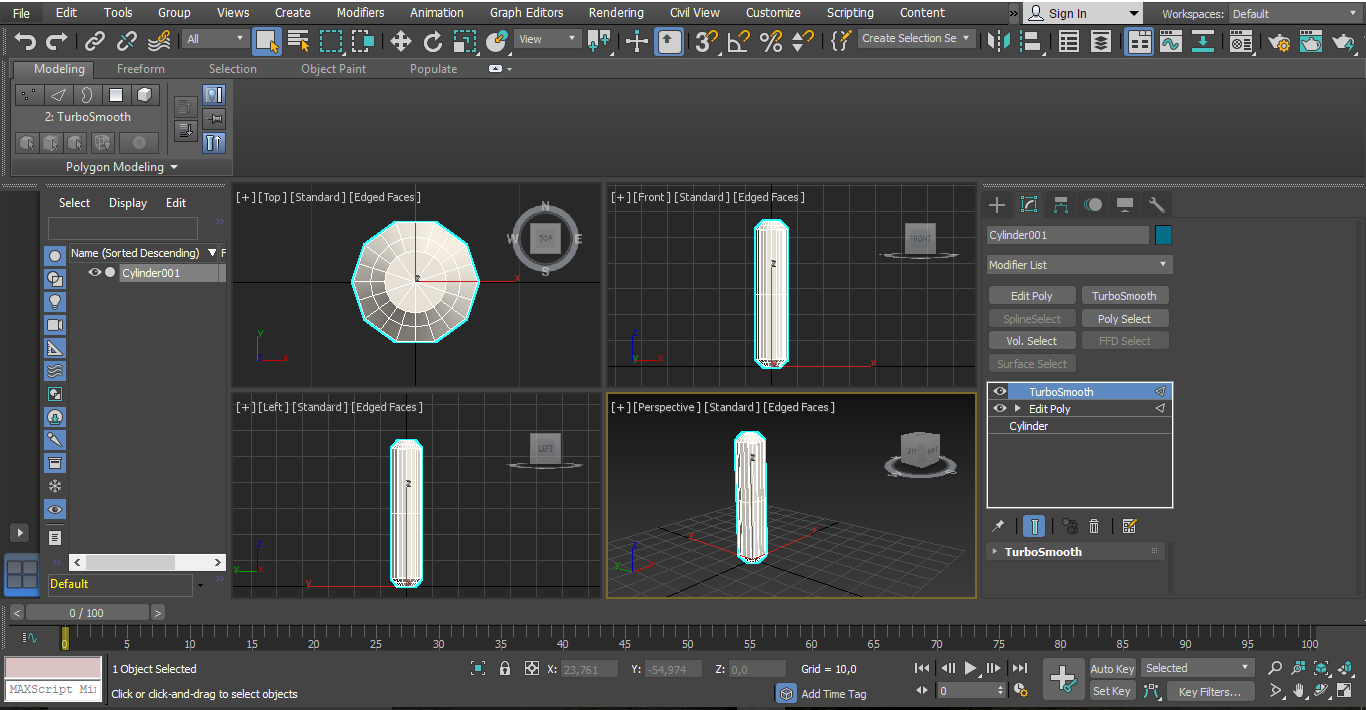 File Edit Tools Group Views Create Modifiers Animation Graph Editors Rendering Civil View Customize Scripting Content » Sign In Workspaces: Default
All View Create Selection Se
Modeling Freeform Selection Object Paint Populate
2: TurboSmooth
Polygon Modeling
Select Display Edit
Name (Sorted Descending) F
Cylinder001
Default
[+] [Top ] [Standard ] [Edged Faces ]
N
W TOP E
S
x
y
x
[+] [Front ] [Standard ] [Edged Faces ]
FRONT
z
x
y x
[+] [Left ] [Standard ] [Edged Faces ]
LEFT
z
y x
y
[+] [Perspective ] [Standard ] [Edged Faces ]
z
y x
y x
Cylinder001
Modifier List
Edit Poly TurboSmooth
SplineSelect Poly Select
Vol. Select FFD Select
Surface Select
TurboSmooth
Edit Poly
Cylinder
TurboSmooth
< 0 / 100 >
0 5 10 15 20 25 30 35 40 45 50 55 60 65 70 75 80 85 90 95 100
1 Object Selected X: 23,761 Y: -54,974 Z: 0,0 Grid = 10,0 Auto Key Selected
MAXScript Mi
Click or click-and-drag to select objects Add Time Tag 0 Set Key Key Filters...